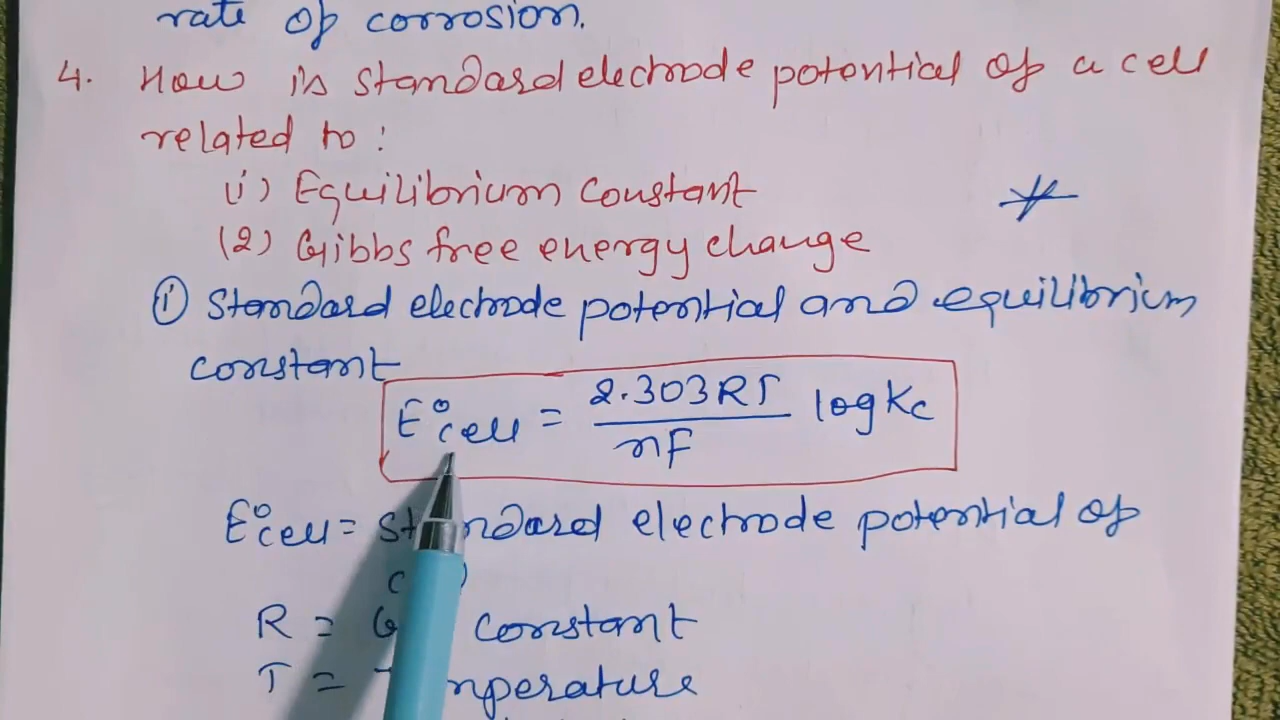 rate of corrosion.
4. How is standard electrode potential of a cell
related to :
(i) Equilibrium Constant
(2) Gibbs free energy change
① Standard electrode potential and equilibrium
constant
E°cell = 2.303RT / nF log Kc
E°cell = standard electrode potential of
R = constant
T = Temperature